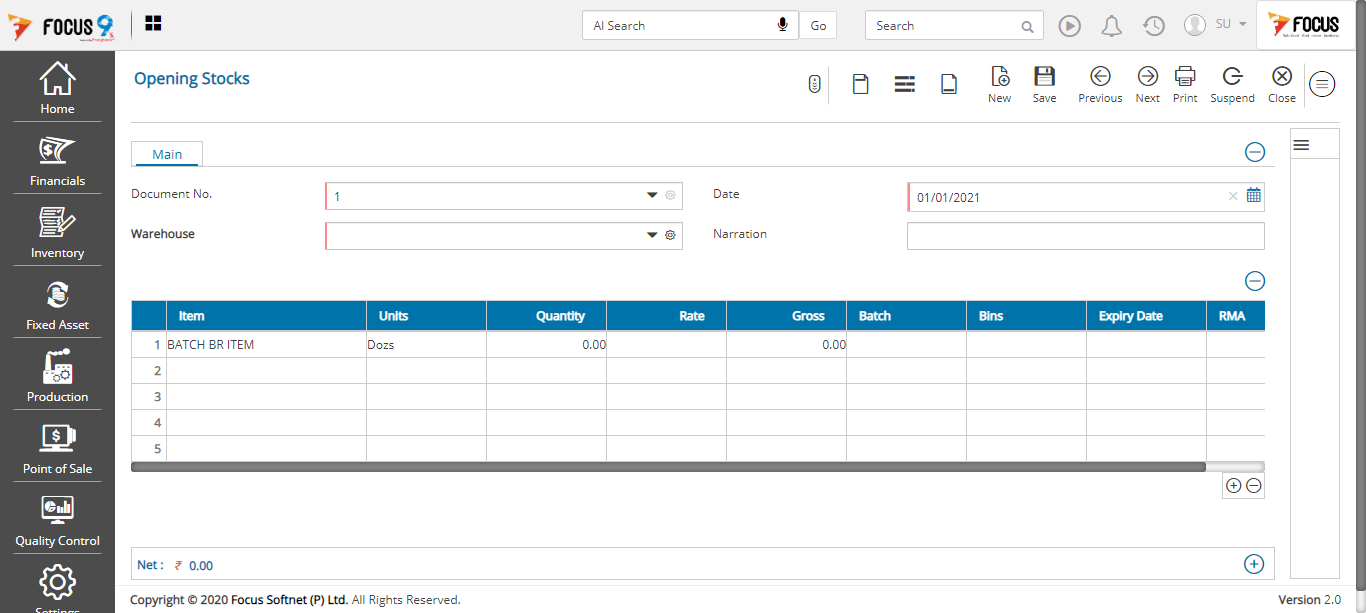 FOCUS 9
AI Search
Go
Search
SU
FOCUS
Home
Financials
Inventory
Fixed Asset
Production
Point of Sale
Quality Control
Settings
Opening Stocks
New
Save
Previous
Next
Print
Suspend
Close
Main
Document No.
1
Date
01/01/2021
Warehouse
Narration
Item Units Quantity Rate Gross Batch Bins Expiry Date RMA
1 BATCH BR ITEM Dozs 0.00 0.00
2
3
4
5
Net : ₹ 0.00
Copyright © 2020 Focus Softnet (P) Ltd. All Rights Reserved.
Version 2.0